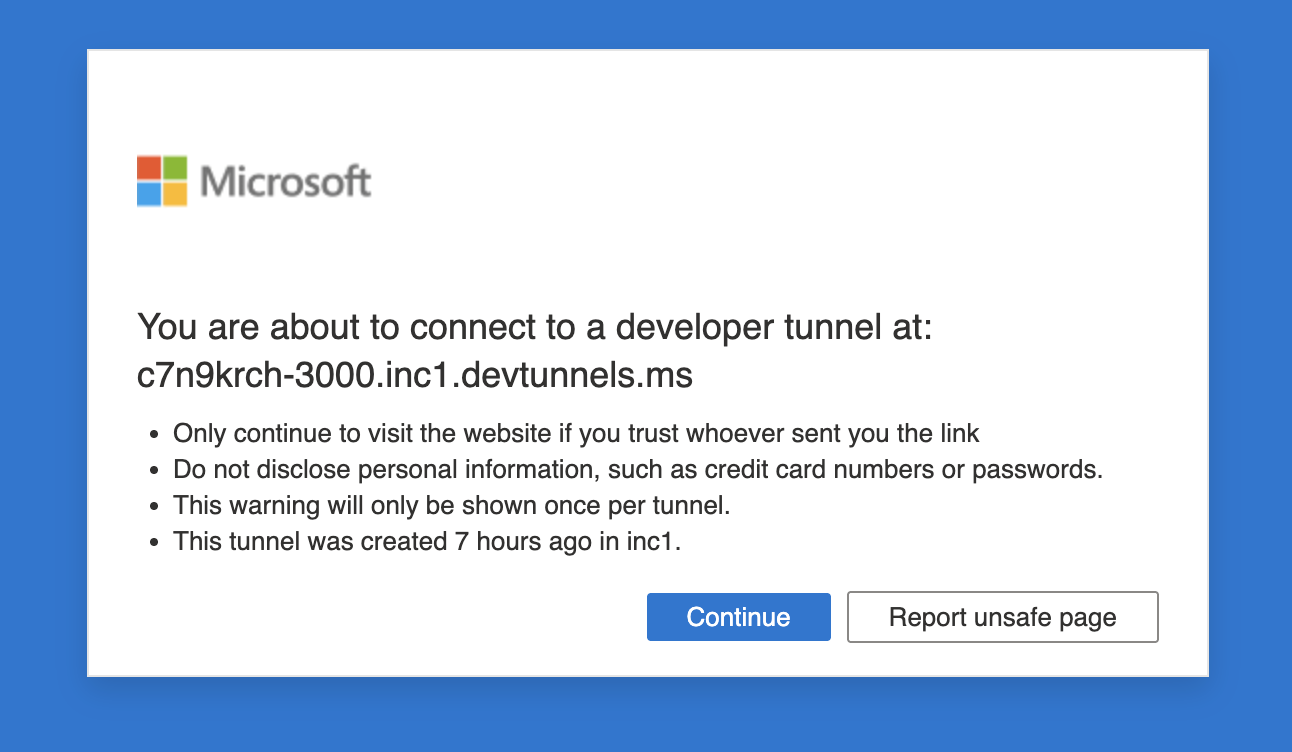 Microsoft
You are about to connect to a developer tunnel at:
c7n9krch-3000.inc1.devtunnels.ms
• Only continue to visit the website if you trust whoever sent you the link
• Do not disclose personal information, such as credit card numbers or passwords.
• This warning will only be shown once per tunnel.
• This tunnel was created 7 hours ago in inc1.
Continue
Report unsafe page